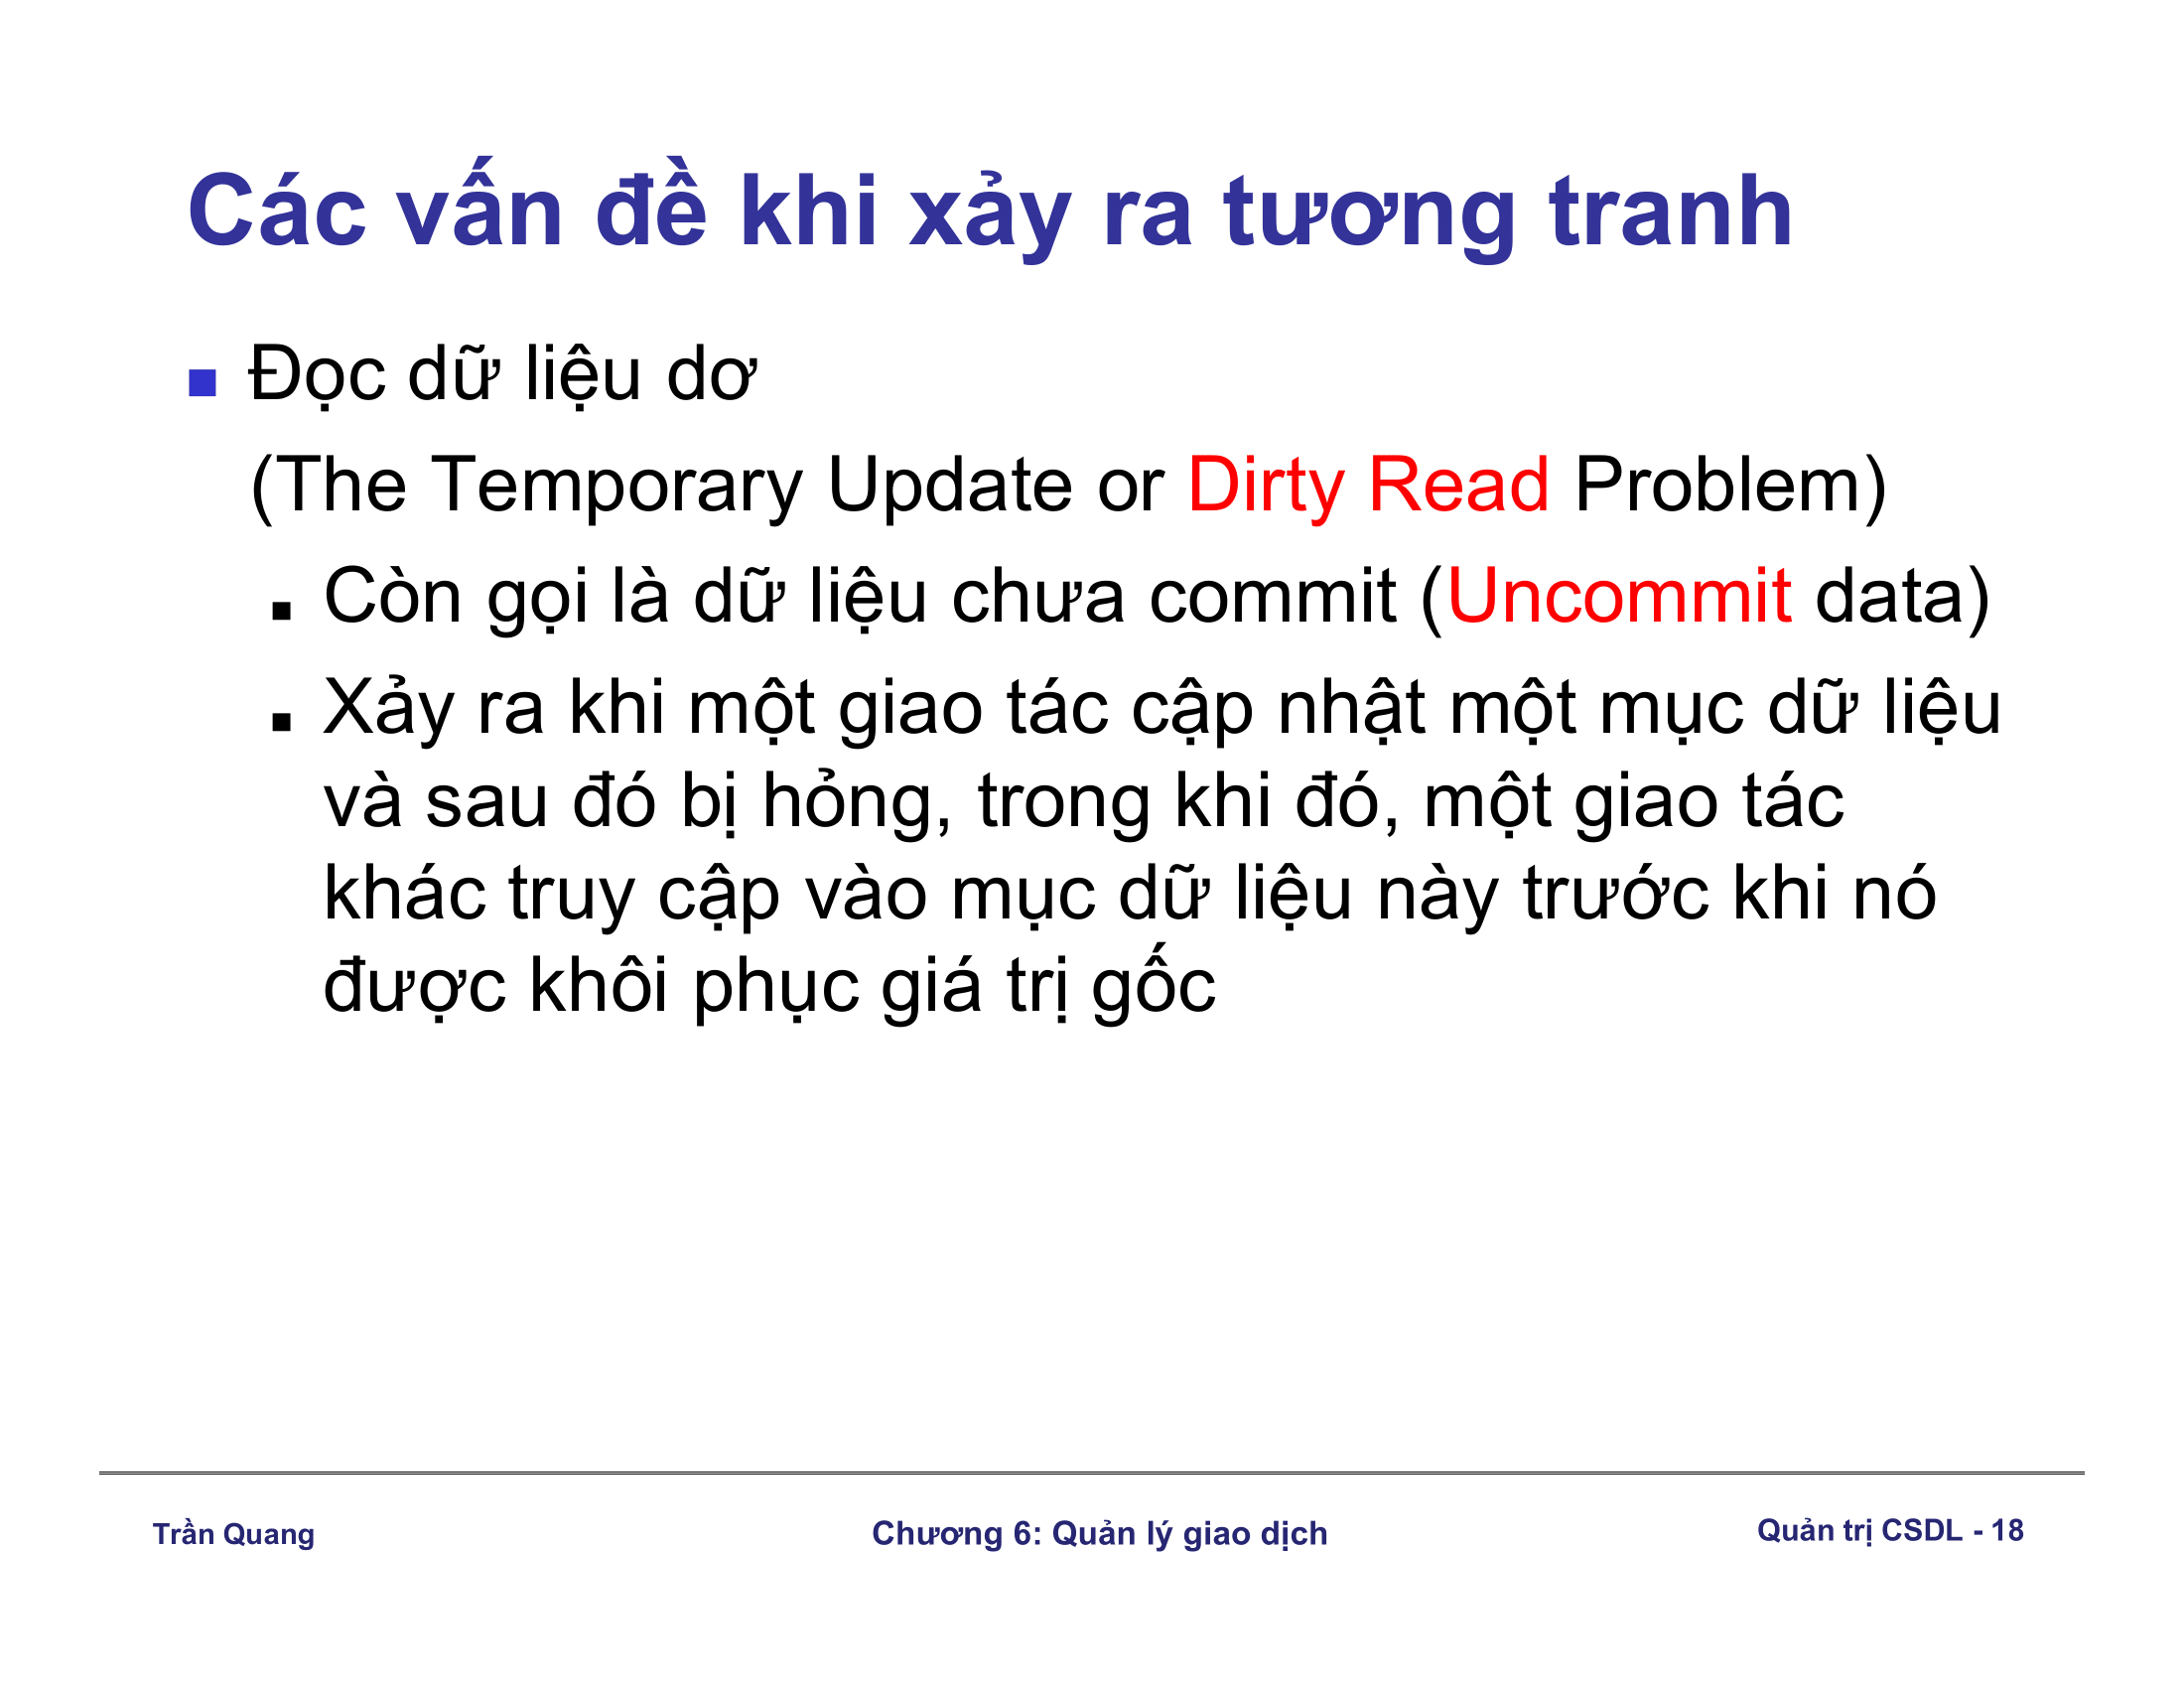 Các vấn đề khi xảy ra tương tranh
Đọc dữ liệu dơ
(The Temporary Update or Dirty Read Problem)
Còn gọi là dữ liệu chưa commit (Uncommit data)
Xảy ra khi một giao tác cập nhật một mục dữ liệu
và sau đó bị hỏng, trong khi đó, một giao tác
khác truy cập vào mục dữ liệu này trước khi nó
được khôi phục giá trị gốc
Trần Quang
Chương 6: Quản lý giao dịch
Quản trị CSDL - 18